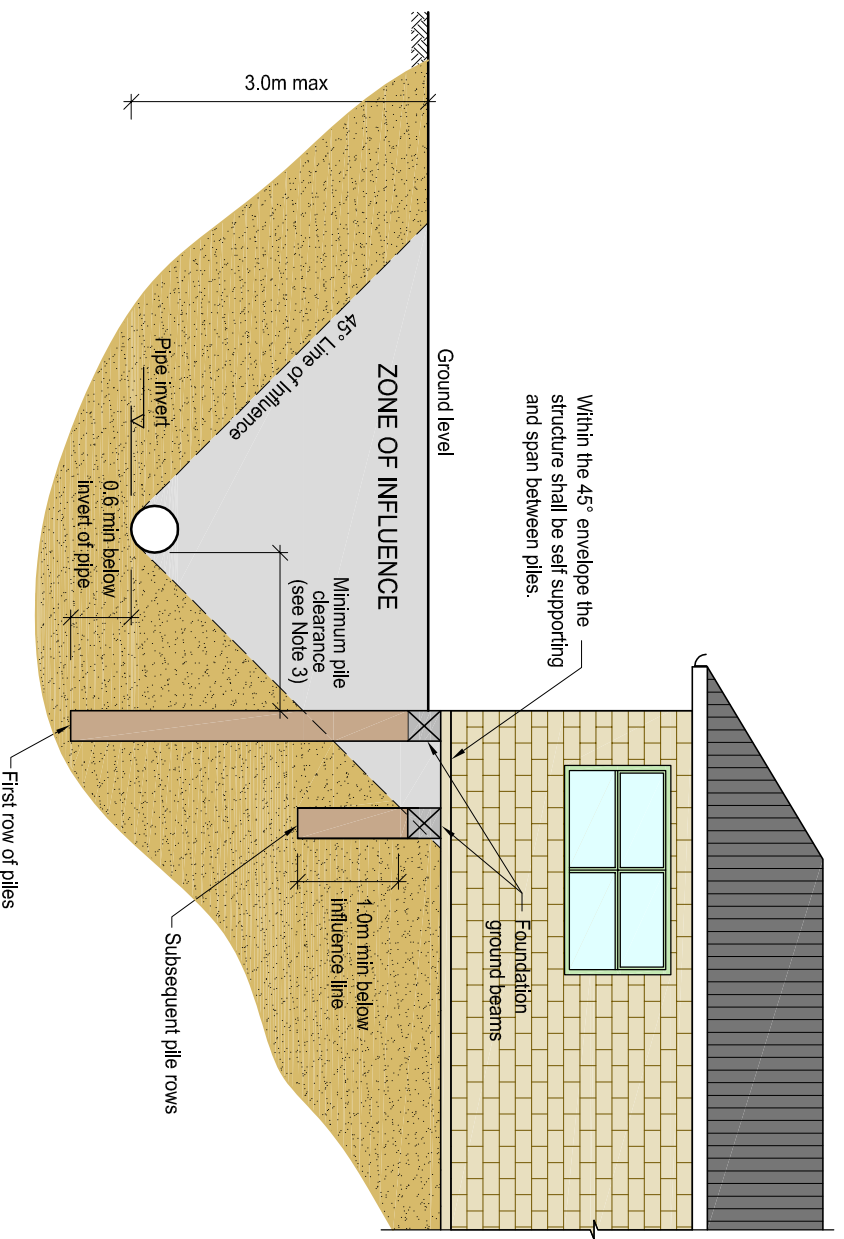 Within the 45° envelope the
structure shall be self supporting
and span between piles.
Ground level
ZONE OF INFLUENCE
3.0m max
45° Line of Influence
Minimum pile
clearance
(see Note 3)
Pipe invert
0.6 min below
invert of pipe
Foundation
ground beams
1.0m min below
influence line
Subsequent pile rows
First row of piles